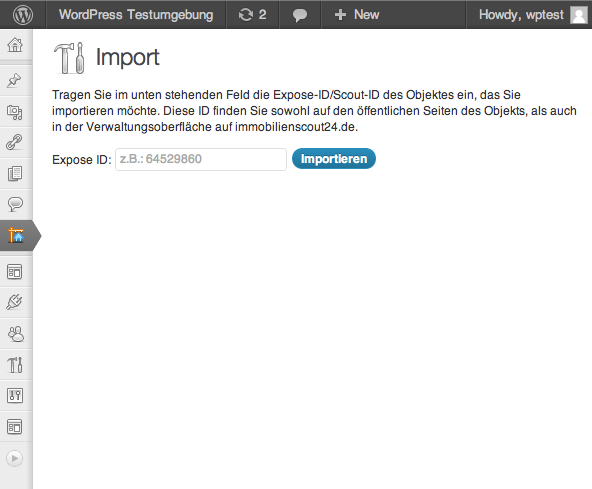 WordPress Testumgebung 2 New Howdy, wptest
Import
Tragen Sie im unten stehenden Feld die Expose-ID/Scout-ID des Objektes ein, das Sie
importieren möchte. Diese ID finden Sie sowohl auf den öffentlichen Seiten des Objekts, als auch
in der Verwaltungsoberfläche auf immobilienscout24.de.
Expose ID: z.B.: 64529860 Importieren